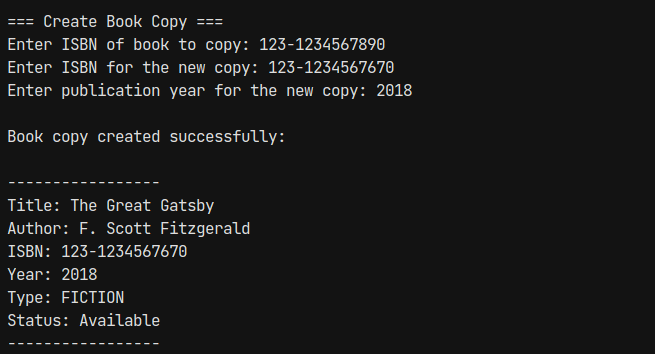 === Create Book Copy ===
Enter ISBN of book to copy: 123-1234567890
Enter ISBN for the new copy: 123-1234567670
Enter publication year for the new copy: 2018
Book copy created successfully:
-----------------
Title: The Great Gatsby
Author: F. Scott Fitzgerald
ISBN: 123-1234567670
Year: 2018
Type: FICTION
Status: Available
-----------------